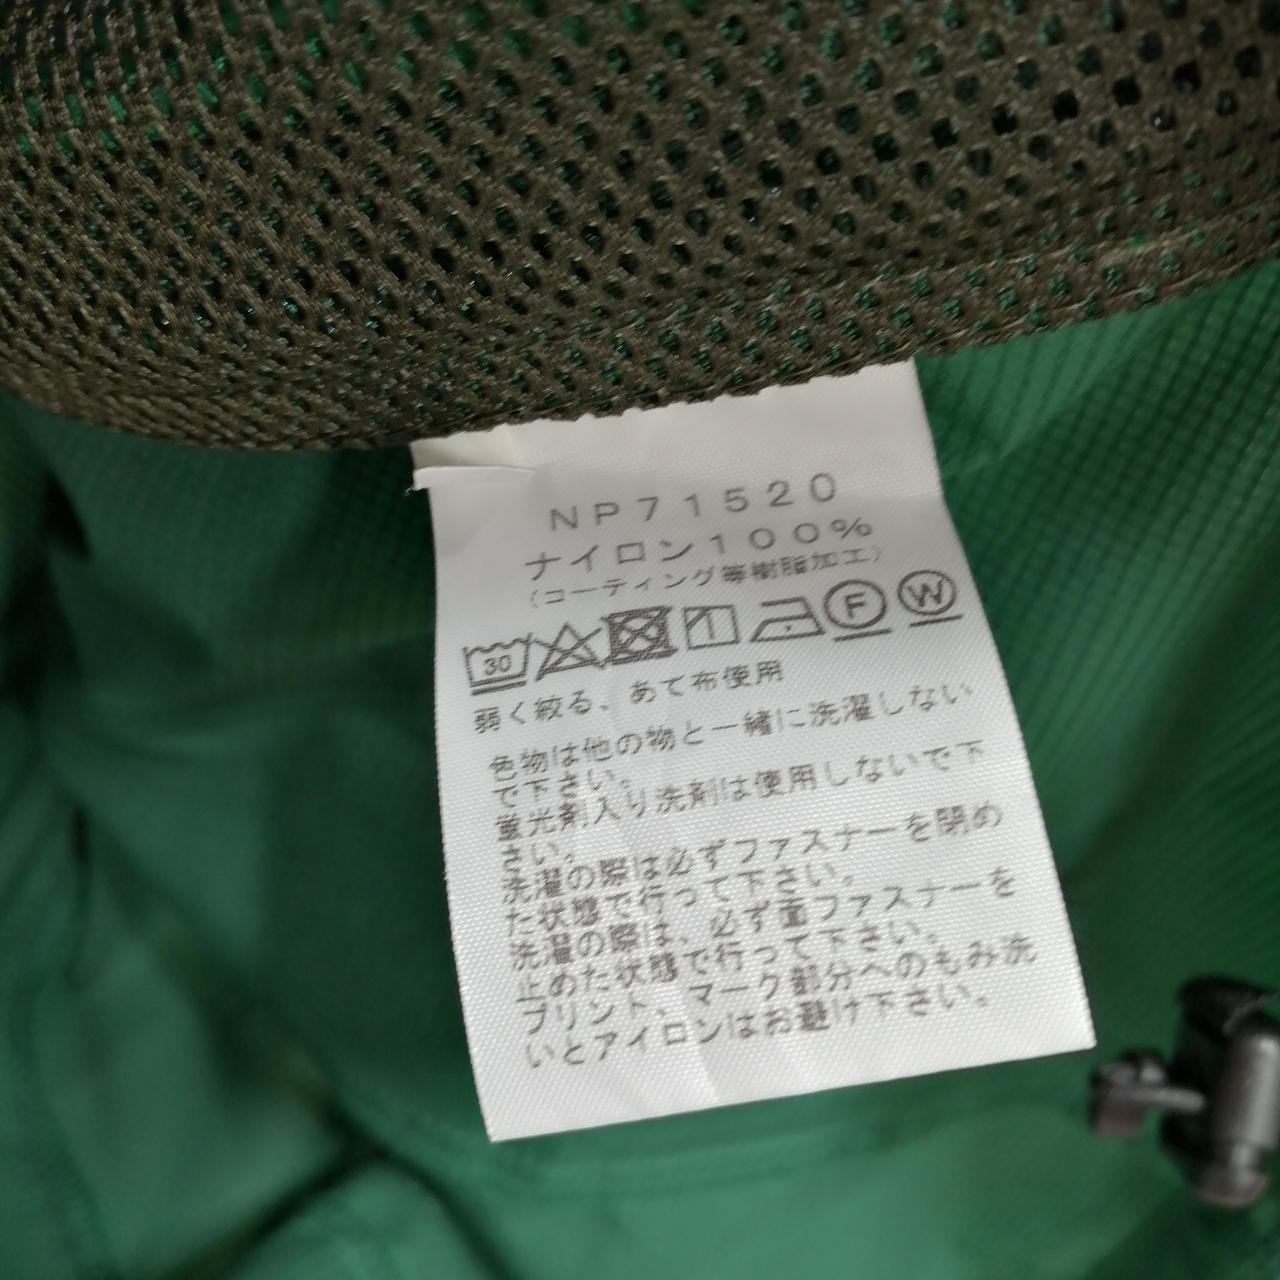 NP71520
ナイロン100%
(コーティング等樹脂加工)
30 F W
弱く絞る、あて布使用
色物は他の物と一緒に洗濯しない
で下さい。
蛍光剤入り洗剤は使用しないで下
さい。
洗濯の際は必ずファスナーを閉め
た状態で行って下さい。
洗濯の際は、必ず面ファスナーを
止めた状態で行って下さい。
プリント、マーク部分へのもみ洗
いとアイロンはお避け下さい。